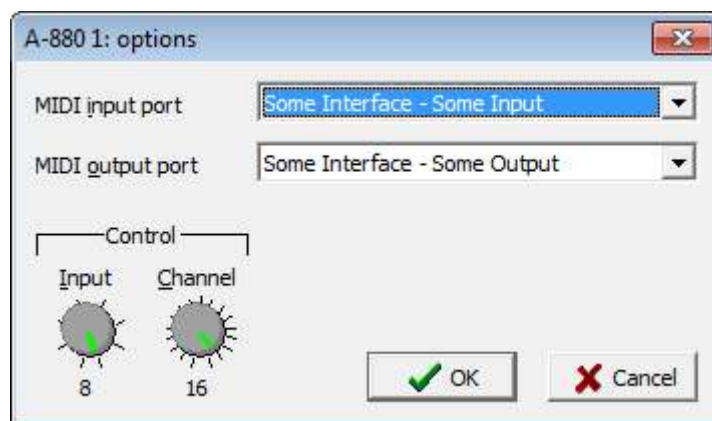 A-880 1: options
MIDI input port
Some Interface - Some Input
MIDI output port
Some Interface - Some Output
Control
Input Channel
8 16
OK Cancel